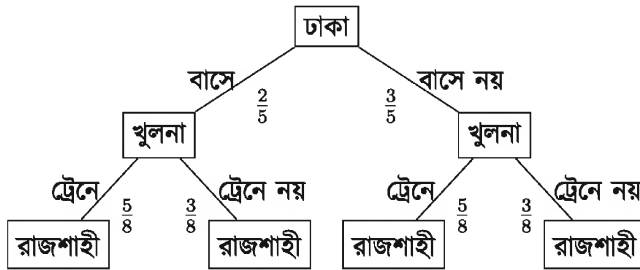 ঢাকা
বাসে বাসে নয়
2/5 3/5
খুলনা খুলনা
ট্রেনে ট্রেনে নয় ট্রেনে ট্রেনে নয়
5/8 3/8 5/8 3/8
রাজশাহী রাজশাহী রাজশাহী রাজশাহী